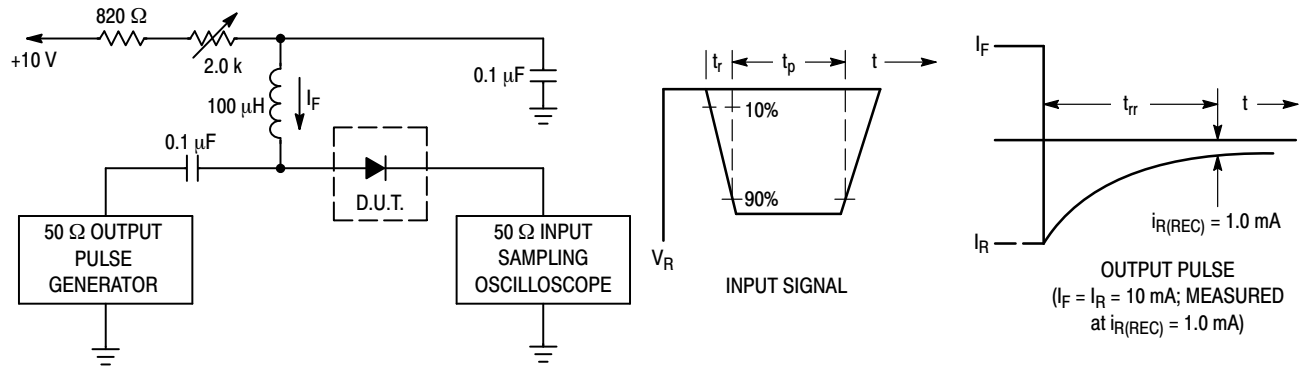 820 Ω
+10 V
2.0 k
100 μH
I_F
0.1 μF
0.1 μF
D.U.T.
50 Ω OUTPUT
PULSE
GENERATOR
50 Ω INPUT
SAMPLING
OSCILLOSCOPE
t_r
t_p
t
10%
90%
V_R
INPUT SIGNAL
I_F
t_rr
t
I_R
i_R(REC) = 1.0 mA
OUTPUT PULSE
(I_F = I_R = 10 mA; MEASURED
at i_R(REC) = 1.0 mA)